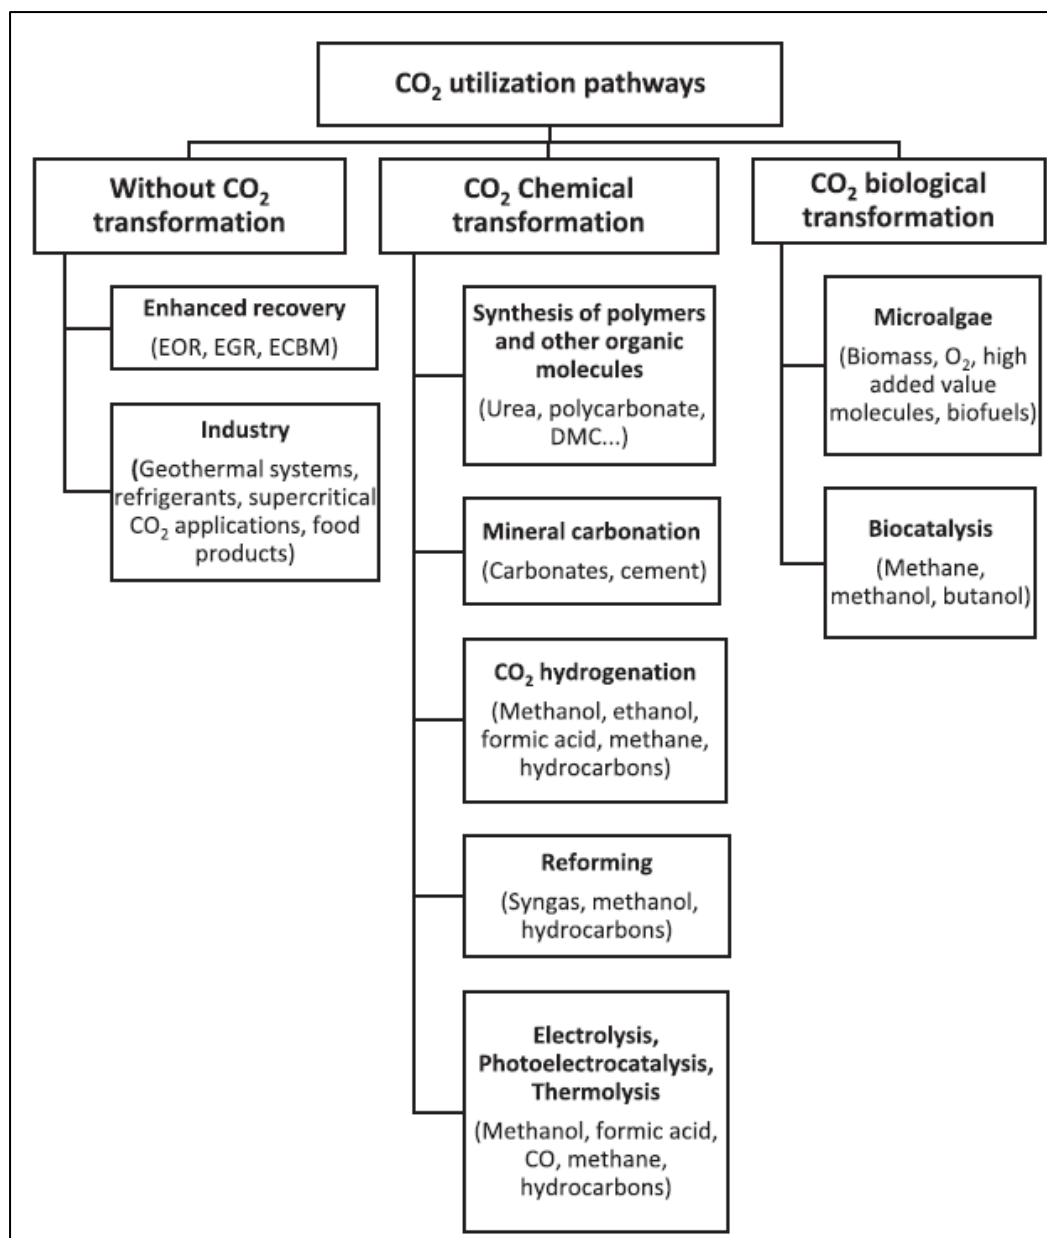 CO₂ utilization pathways
Without CO₂
transformation
Enhanced recovery
(EOR, EGR, ECBM)
Industry
(Geothermal systems,
refrigerants, supercritical
CO₂ applications, food
products)
CO₂ Chemical
transformation
Synthesis of polymers
and other organic
molecules
(Urea, polycarbonate,
DMC...)
Mineral carbonation
(Carbonates, cement)
CO₂ hydrogenation
(Methanol, ethanol,
formic acid, methane,
hydrocarbons)
Reforming
(Syngas, methanol,
hydrocarbons)
Electrolysis,
Photoelectrocatalysis,
Thermolysis
(Methanol, formic acid,
CO, methane,
hydrocarbons)
CO₂ biological
transformation
Microalgae
(Biomass, O₂, high
added value
molecules, biofuels)
Biocatalysis
(Methane,
methanol, butanol)